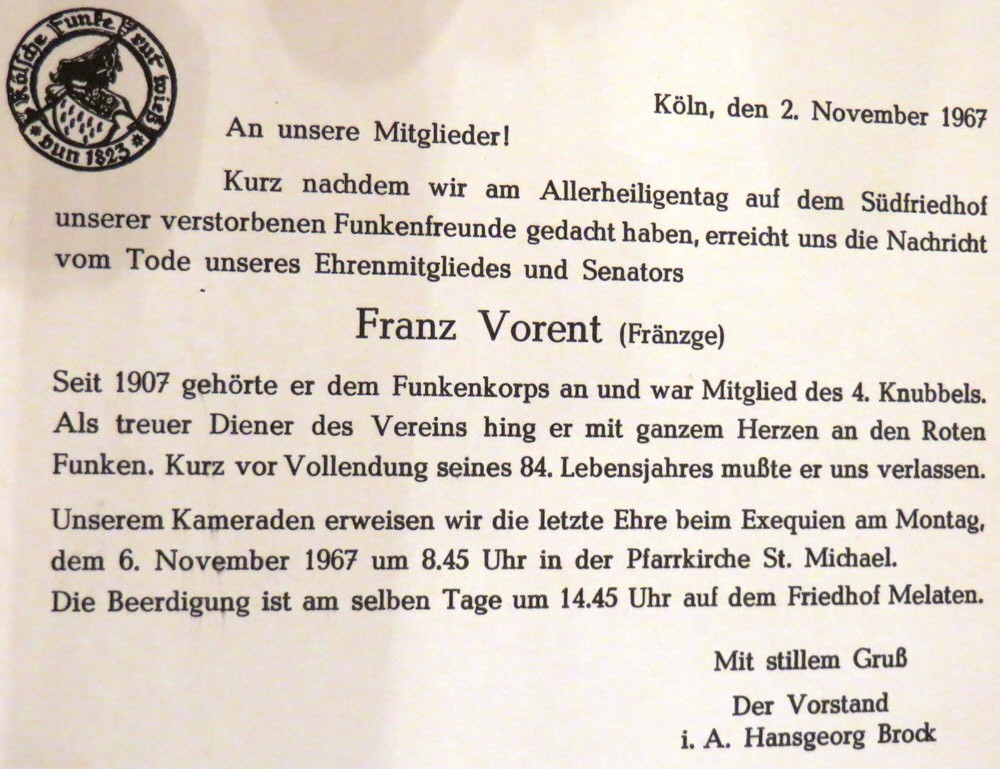 Kölsche Funke rut wieß
* vun 1823 *
Köln, den 2. November 1967
An unsere Mitglieder!
Kurz nachdem wir am Allerheiligentag auf dem Südfriedhof
unserer verstorbenen Funkenfreunde gedacht haben, erreicht uns die Nachricht
vom Tode unseres Ehrenmitgliedes und Senators
Franz Vorent (Fränzge)
Seit 1907 gehörte er dem Funkenkorps an und war Mitglied des 4. Knubbels.
Als treuer Diener des Vereins hing er mit ganzem Herzen an den Roten
Funken. Kurz vor Vollendung seines 84. Lebensjahres mußte er uns verlassen.
Unserem Kameraden erweisen wir die letzte Ehre beim Exequien am Montag,
dem 6. November 1967 um 8.45 Uhr in der Pfarrkirche St. Michael.
Die Beerdigung ist am selben Tage um 14.45 Uhr auf dem Friedhof Melaten.
Mit stillem Gruß
Der Vorstand
i. A. Hansgeorg Brock